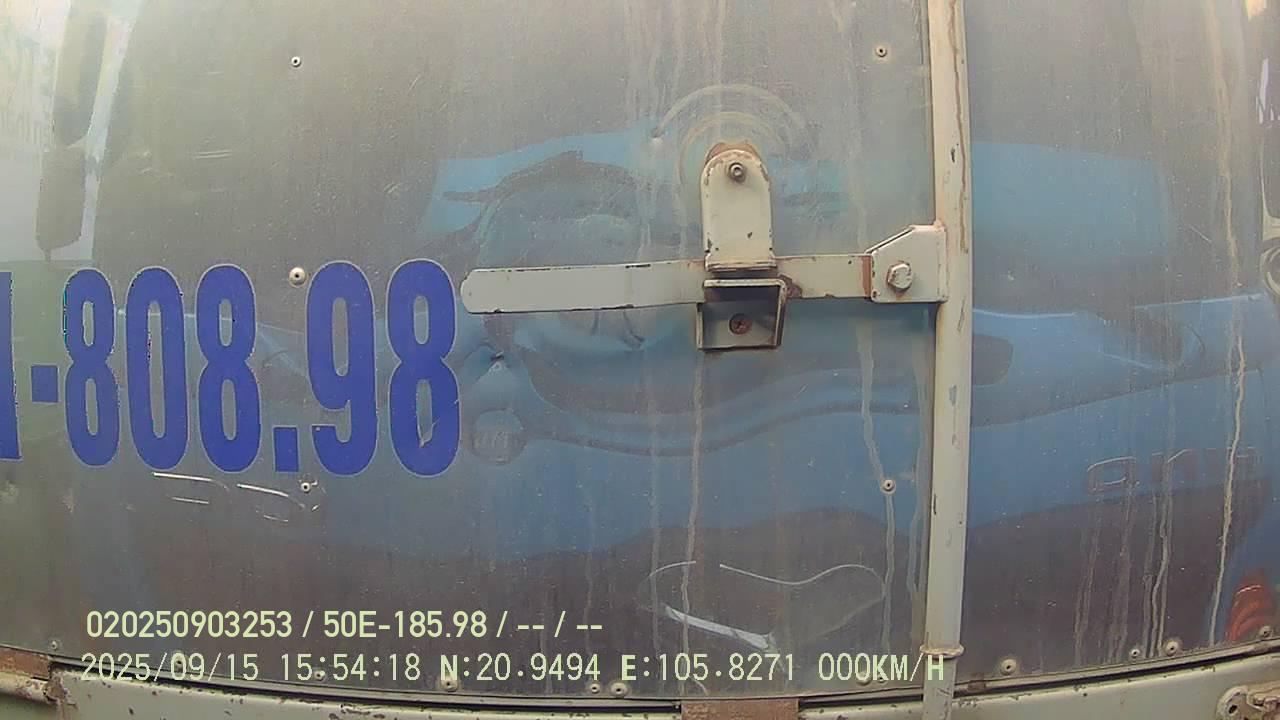 -808.98
020250903253 / 50E-185.98 / -- / --
2025/09/15 15:54:18 N:20.9494 E:105.8271 000KM/H